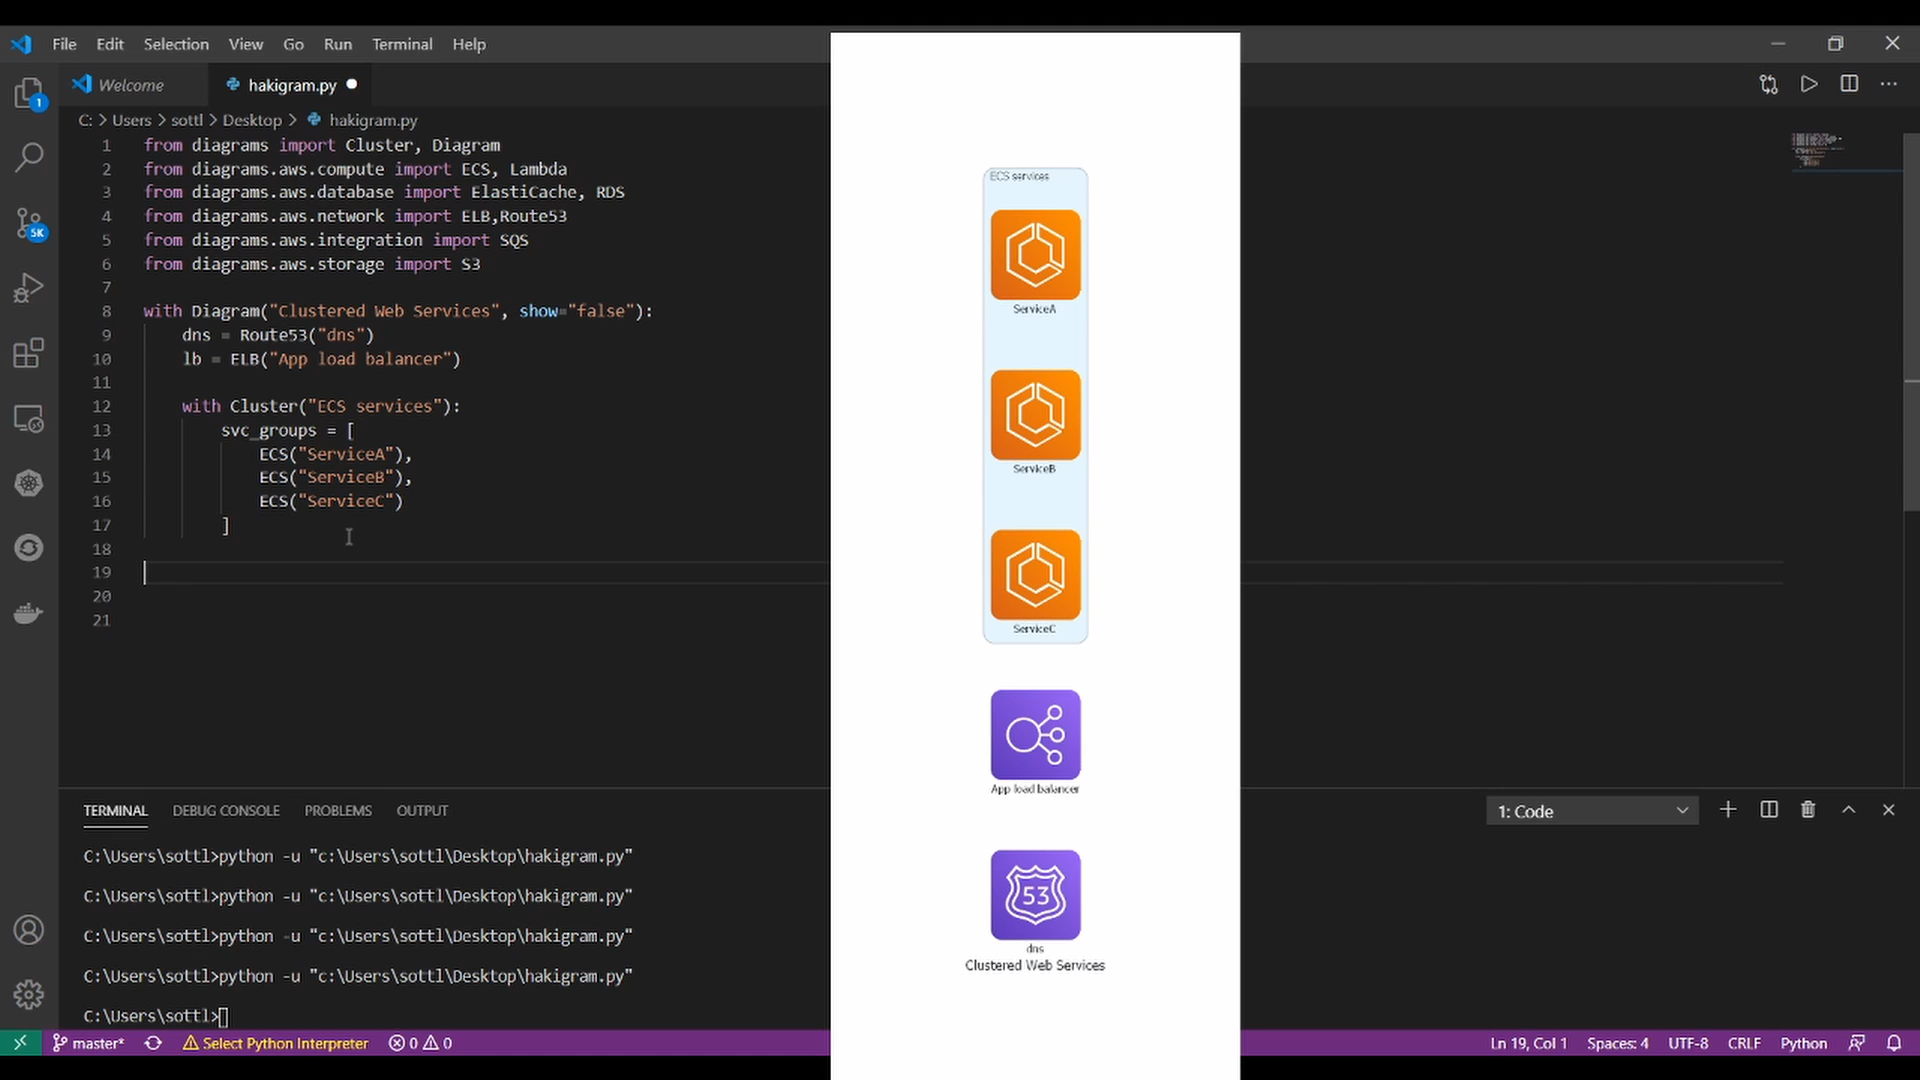 File Edit Selection View Go Run Terminal Help
Welcome hakigram.py
1
C: > Users > sottl > Desktop > hakigram.py
1 from diagrams import Cluster, Diagram
2 from diagrams.aws.compute import ECS, Lambda
3 from diagrams.aws.database import ElastiCache, RDS
4 from diagrams.aws.network import ELB,Route53
5 from diagrams.aws.integration import SQS
6 from diagrams.aws.storage import S3
7
8 with Diagram("Clustered Web Services", show="false"):
9 dns = Route53("dns")
10 lb = ELB("App load balancer")
11
12 with Cluster("ECS services"):
13 svc_groups = [
14 ECS("ServiceA"),
15 ECS("ServiceB"),
16 ECS("ServiceC")
17 ]
18
19
20
21
5K
ECS services
ServiceA
ServiceB
ServiceC
App load balancer
53
dns
Clustered Web Services
TERMINAL DEBUG CONSOLE PROBLEMS OUTPUT
1: Code
C:\Users\sottl>python -u "c:\Users\sottl\Desktop\hakigram.py"
C:\Users\sottl>python -u "c:\Users\sottl\Desktop\hakigram.py"
C:\Users\sottl>python -u "c:\Users\sottl\Desktop\hakigram.py"
C:\Users\sottl>python -u "c:\Users\sottl\Desktop\hakigram.py"
C:\Users\sottl>
master* Select Python Interpreter 0 0
Ln 19, Col 1 Spaces: 4 UTF-8 CRLF Python